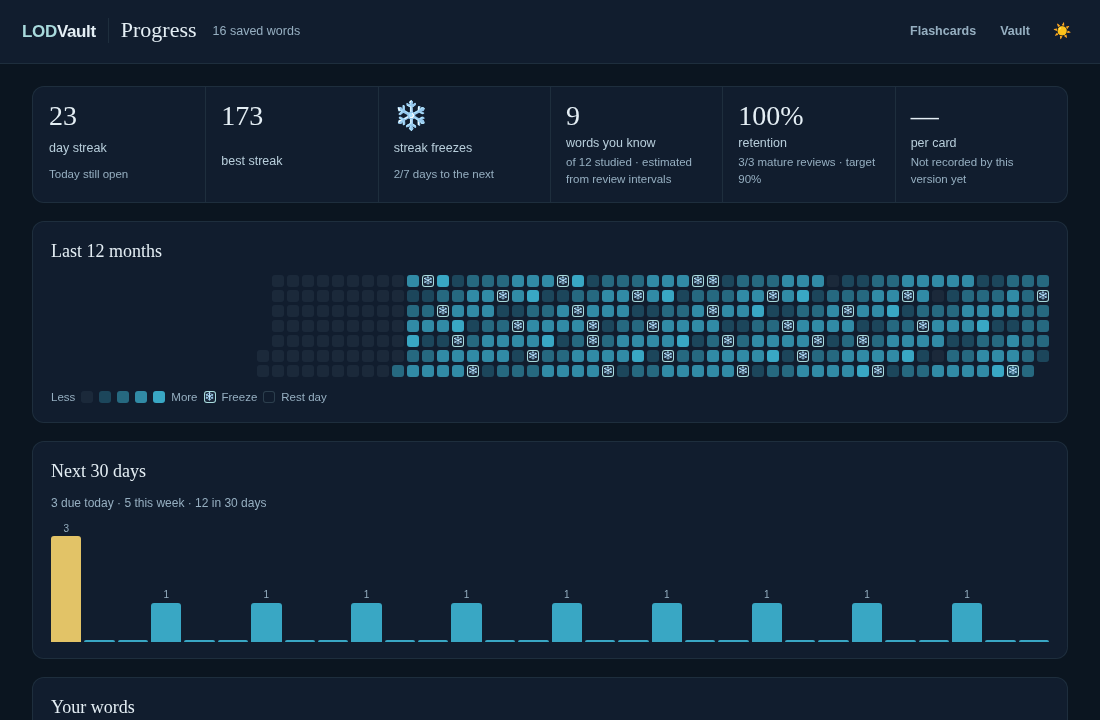 LODVault
Progress
16 saved words
Flashcards
Vault
23
day streak
Today still open
173
best streak
streak freezes
2/7 days to the next
9
words you know
of 12 studied · estimated
from review intervals
100%
retention
3/3 mature reviews · target
90%
—
per card
Not recorded by this
version yet
Last 12 months
Less
More
Freeze
Rest day
Next 30 days
3 due today · 5 this week · 12 in 30 days
3
1
1
1
1
1
1
1
1
1
Your words